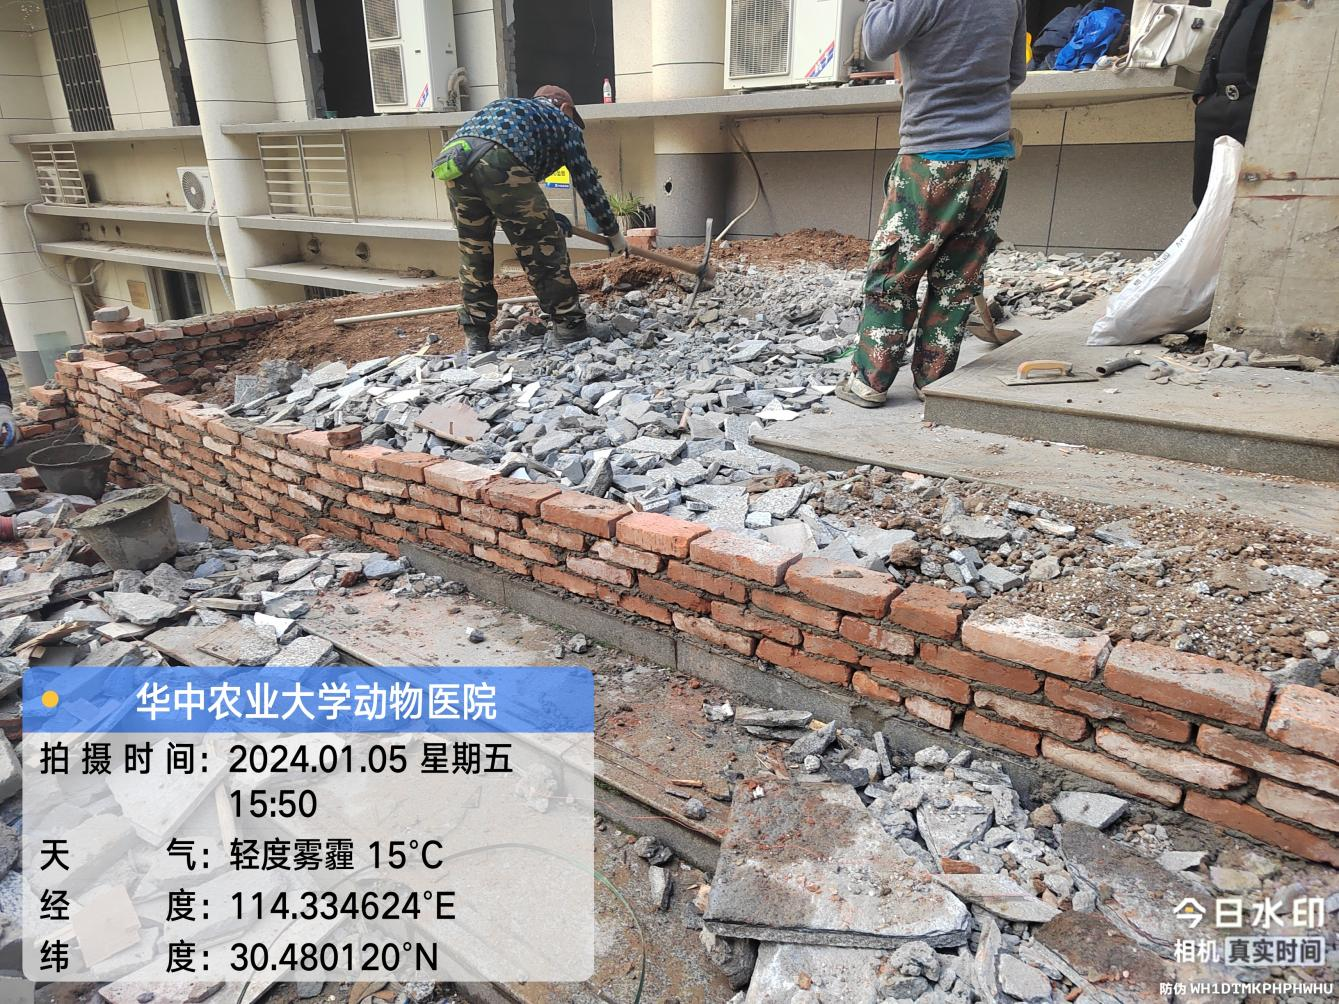 华中农业大学动物医院
拍摄时间：2024.01.05 星期五
15:50
天气：轻度雾霾 15℃
经度：114.334624°E
纬度：30.480120°N
今日水印
相机 真实时间
防伪 WH1DTMKPHPHWHU